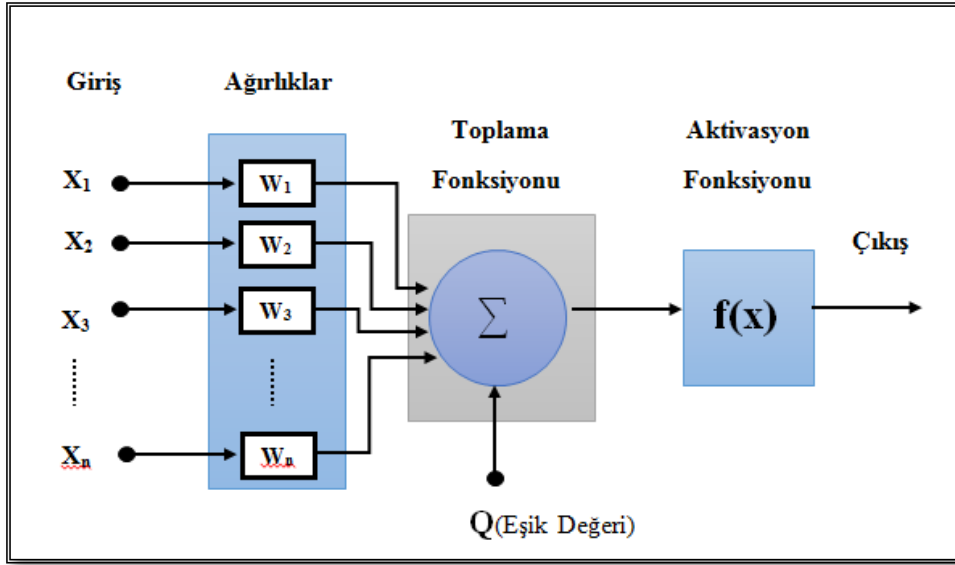 Giriş
Ağırlıklar
Toplama
Fonksiyonu
Aktivasyon
Fonksiyonu
Çıkış
X₁
W₁
X₂
W₂
X₃
W₃
Xₙ
Wₙ
∑
f(x)
Q(Eşik Değeri)